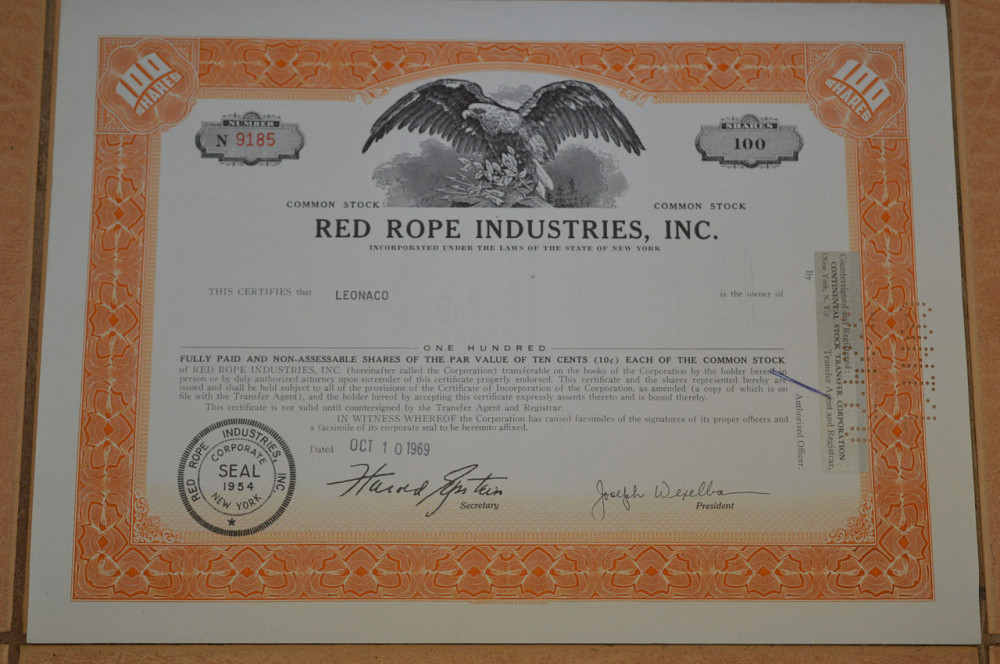 100 SHARES
100 SHARES
NUMBER
N 9185
SHARES
100
COMMON STOCK
COMMON STOCK
RED ROPE INDUSTRIES, INC.
INCORPORATED UNDER THE LAWS OF THE STATE OF NEW YORK
THIS CERTIFIES that LEONACO is the owner of
ONE HUNDRED
FULLY PAID AND NON-ASSESSABLE SHARES OF THE PAR VALUE OF TEN CENTS (10¢) EACH OF THE COMMON STOCK
of RED ROPE INDUSTRIES, INC. (hereinafter called the Corporation) transferable on the books of the Corporation by the holder hereof in
person or by duly authorized attorney upon surrender of this certificate properly endorsed. This certificate and the shares represented hereby are
issued and shall be held subject to all of the provisions of the Certificate of Incorporation of the Corporation, as amended (a copy of which is on
file with the Transfer Agent), and the holder hereof by accepting this certificate expressly assents thereto and is bound thereby.
This certificate is not valid until countersigned by the Transfer Agent and Registrar.
IN WITNESS WHEREOF the Corporation has caused facsimiles of the signatures of its proper officers and
a facsimile of its corporate seal to be hereunto affixed.
Dated OCT 10 1969
RED ROPE INDUSTRIES, INC.
CORPORATE
SEAL
1954
NEW YORK
Harold Epstein
Secretary
Joseph Wexelba
President
Countersigned and Registered
CONTINENTAL STOCK TRANSFER CORPORATION
(New York, N. Y.)
Transfer Agent and Registrar,
By
Authorized Officer.